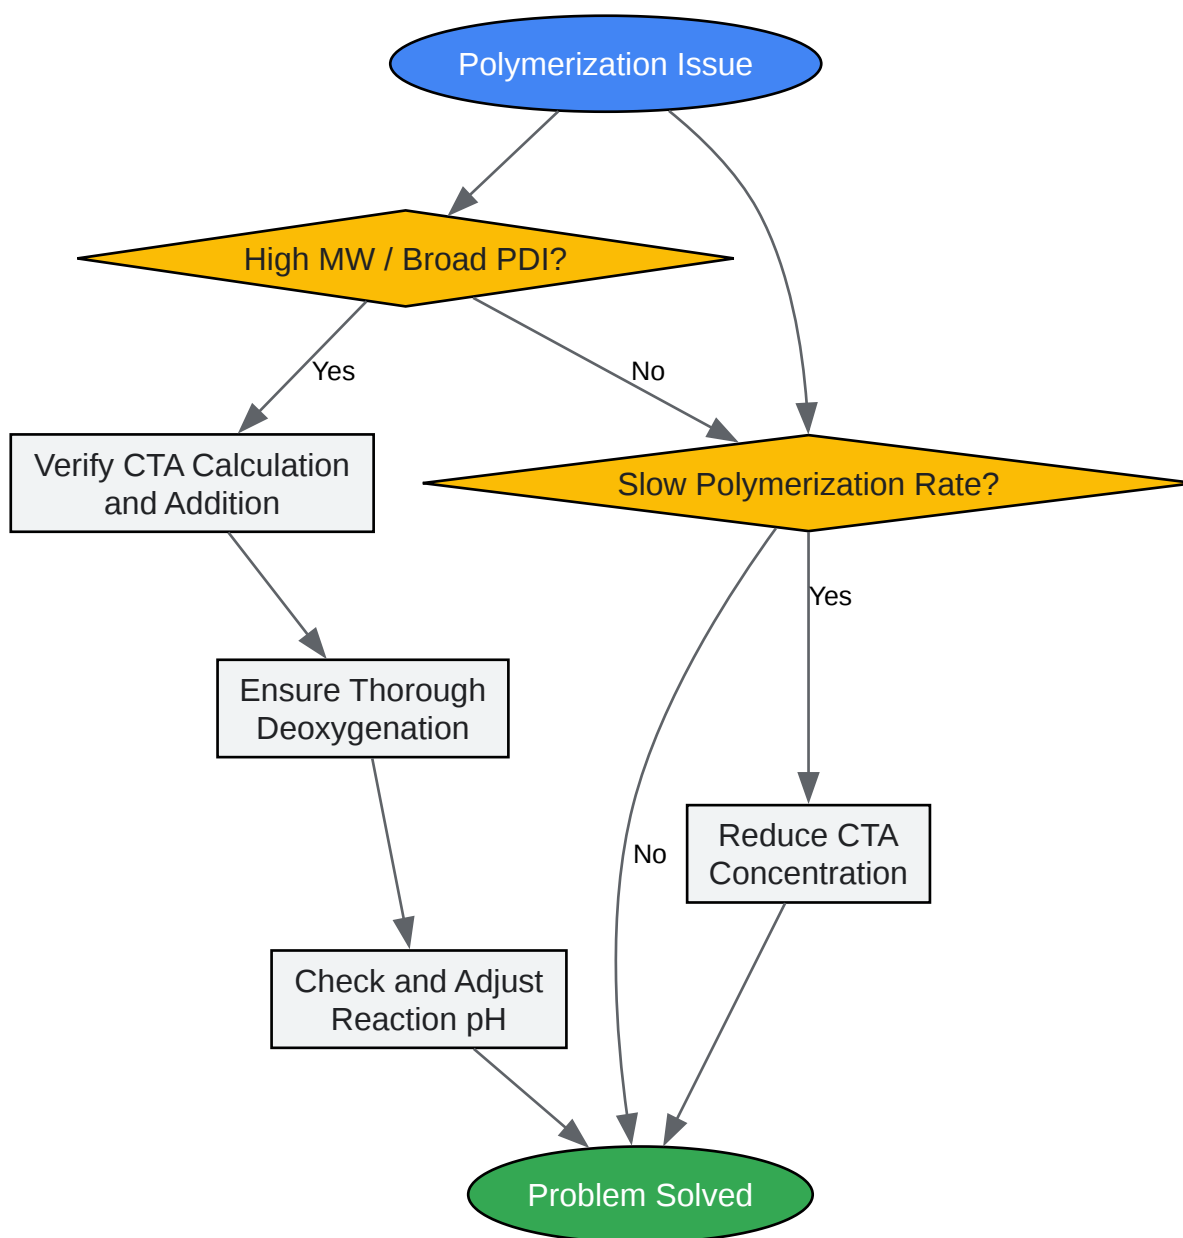 Polymerization Issue
High MW / Broad PDI?
Yes
No
Verify CTA Calculation
and Addition
Slow Polymerization Rate?
Yes
Ensure Thorough
Deoxygenation
No
Reduce CTA
Concentration
Check and Adjust
Reaction pH
Problem Solved